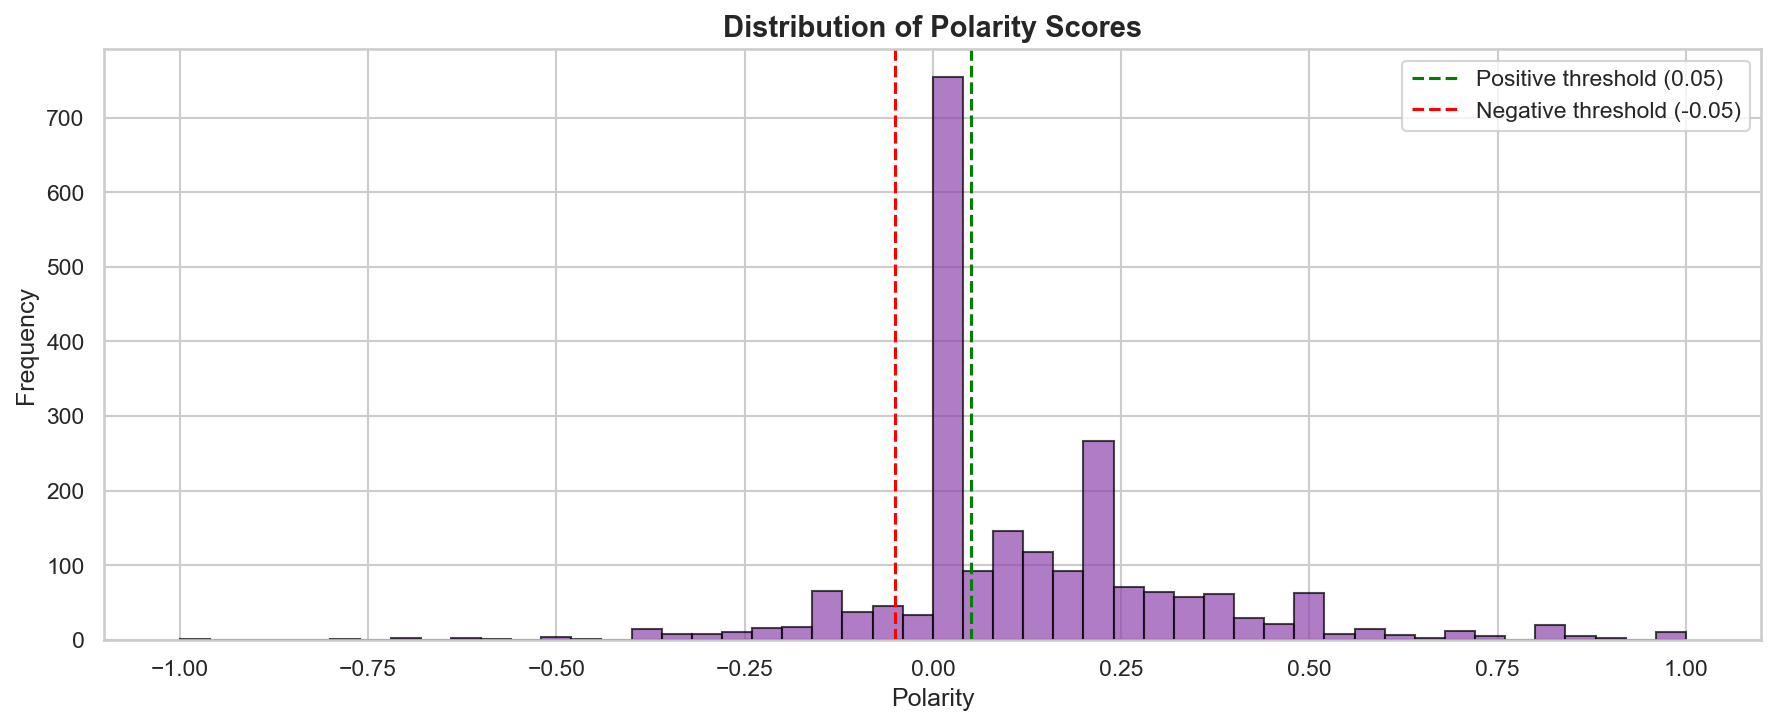 Distribution of Polarity Scores
Positive threshold (0.05)
Negative threshold (-0.05)
Frequency
700
600
500
400
300
200
100
0
−1.00 −0.75 −0.50 −0.25 0.00 0.25 0.50 0.75 1.00
Polarity